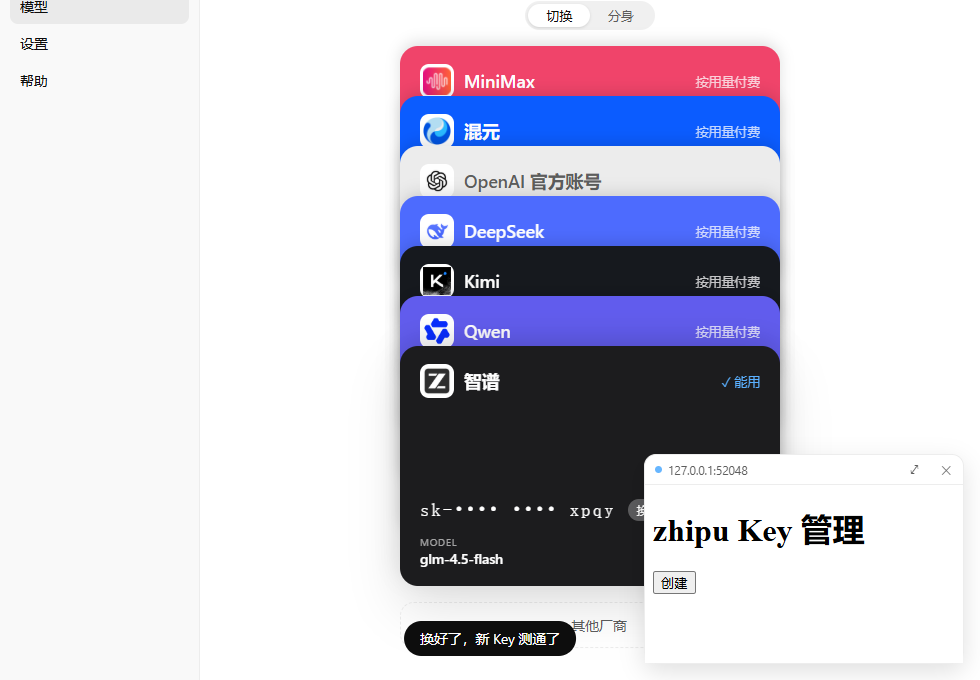 模型
设置
帮助
切换 分身
MiniMax 按用量付费
混元 按用量付费
OpenAI 官方账号
DeepSeek 按用量付费
Kimi 按用量付费
Qwen 按用量付费
智谱 ✓ 能用
sk-•••• •••• xpqy 换
MODEL
glm-4.5-flash
其他厂商
换好了，新 Key 测通了
127.0.0.1:52048
zhipu Key 管理
创建